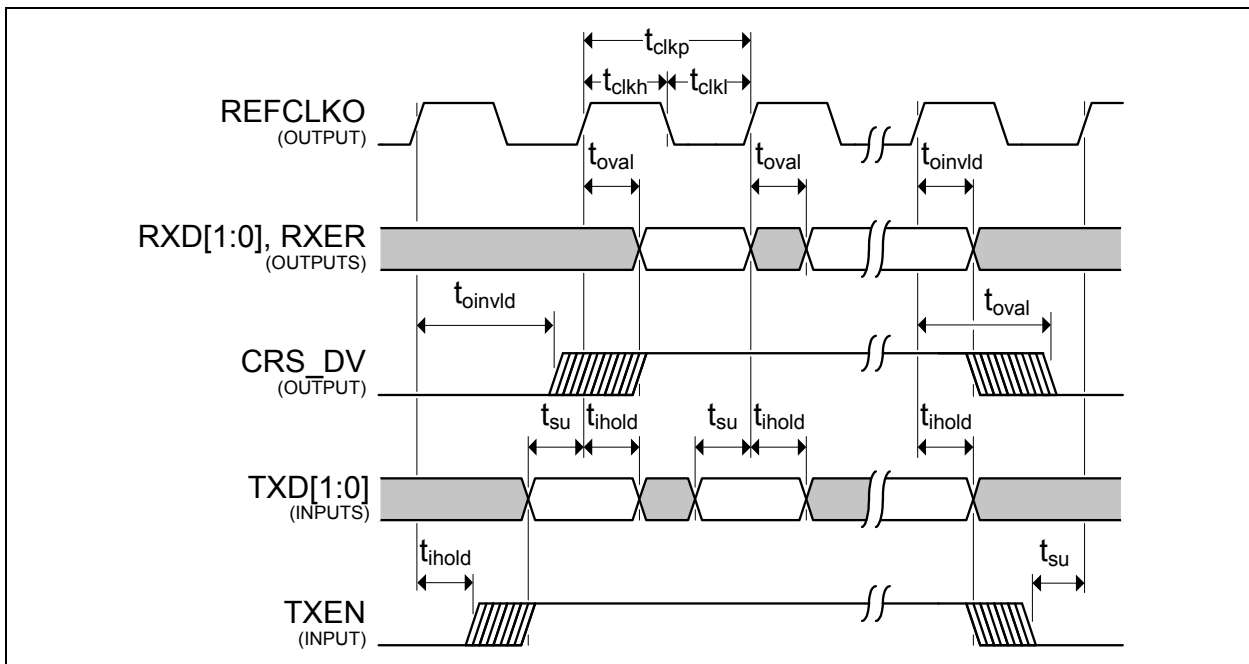 tclkp
tclkh tclkl
REFCLKO
(OUTPUT)
toval toval toinvld
RXD[1:0], RXER
(OUTPUTS)
toinvld toval
CRS_DV
(OUTPUT)
tsu tihold tsu tihold tihold
TXD[1:0]
(INPUTS)
tihold tsu
TXEN
(INPUT)